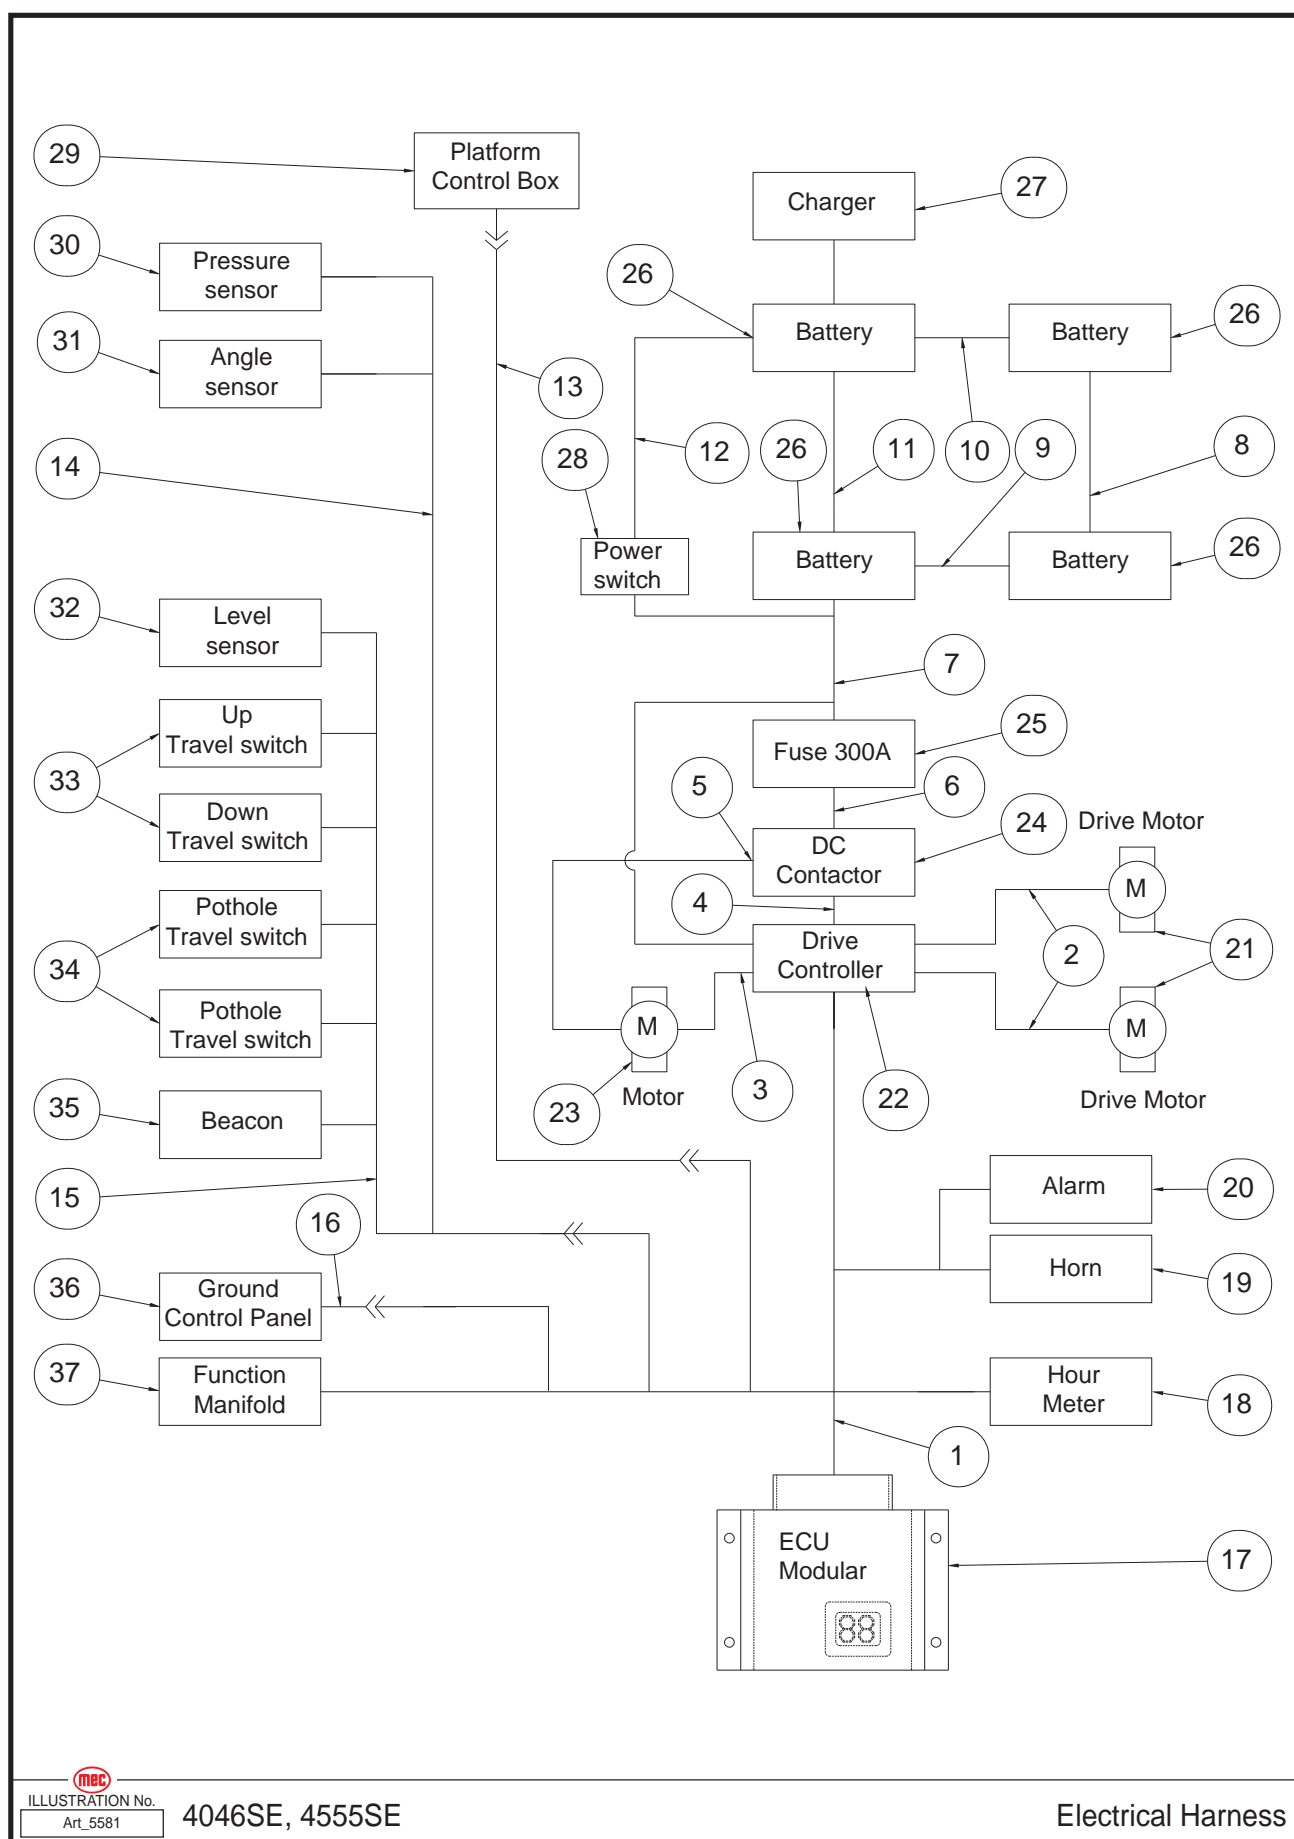 29
Platform
Control Box
27
Charger
30
Pressure
sensor
26
31
Angle
sensor
Battery
Battery
26
13
14
28
12
26
11
10
9
8
Power
switch
Battery
Battery
26
32
Level
sensor
7
33
Up
Travel switch
Down
Travel switch
Fuse 300A
25
5
6
DC
Contactor
24
Drive Motor
M
34
Pothole
Travel switch
Pothole
Travel switch
4
Drive
Controller
2
21
M
23
Motor
3
22
M
Drive Motor
35
Beacon
15
16
Alarm
20
36
Ground
Control Panel
Horn
19
37
Function
Manifold
Hour
Meter
18
1
ECU
Modular
88
17
mec
ILLUSTRATION No.
Art_5581
4046SE, 4555SE
Electrical Harness